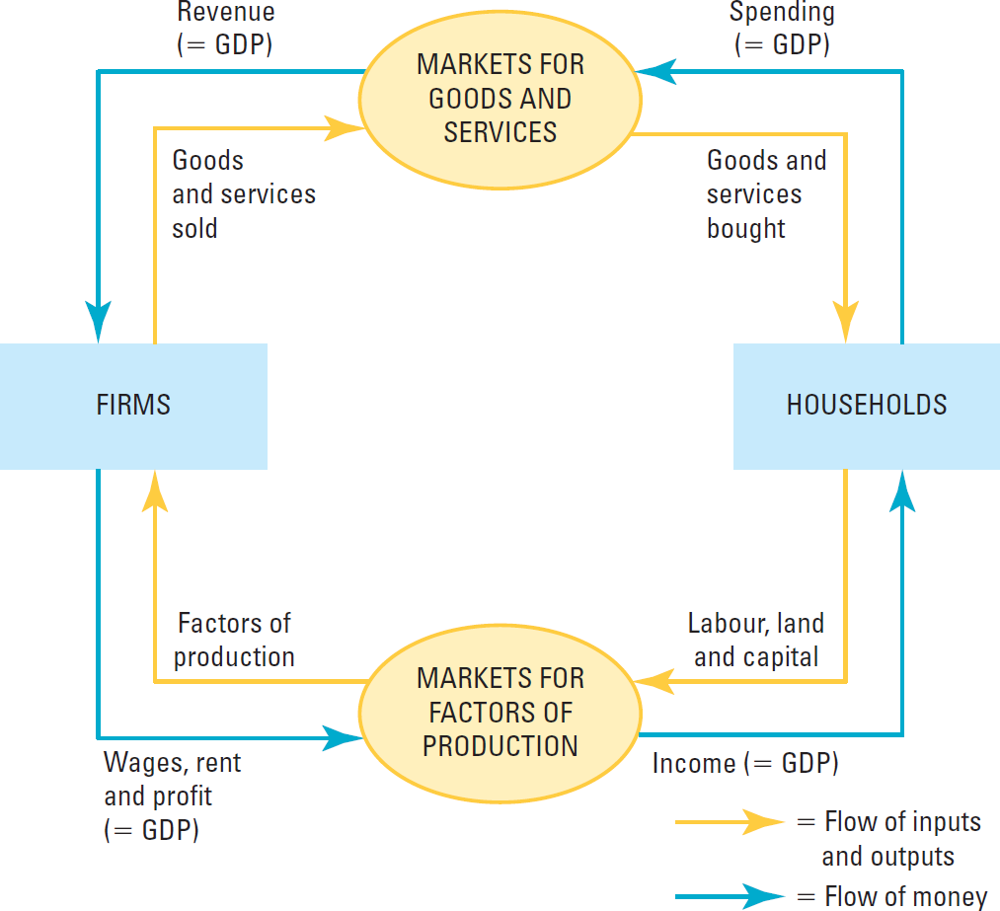 Revenue
(= GDP)
Spending
(= GDP)
MARKETS FOR
GOODS AND
SERVICES
Goods
and services
sold
Goods and
services
bought
FIRMS
HOUSEHOLDS
Factors of
production
Labour, land
and capital
MARKETS FOR
FACTORS OF
PRODUCTION
Wages, rent
and profit
(= GDP)
Income (= GDP)
= Flow of inputs
and outputs
= Flow of money